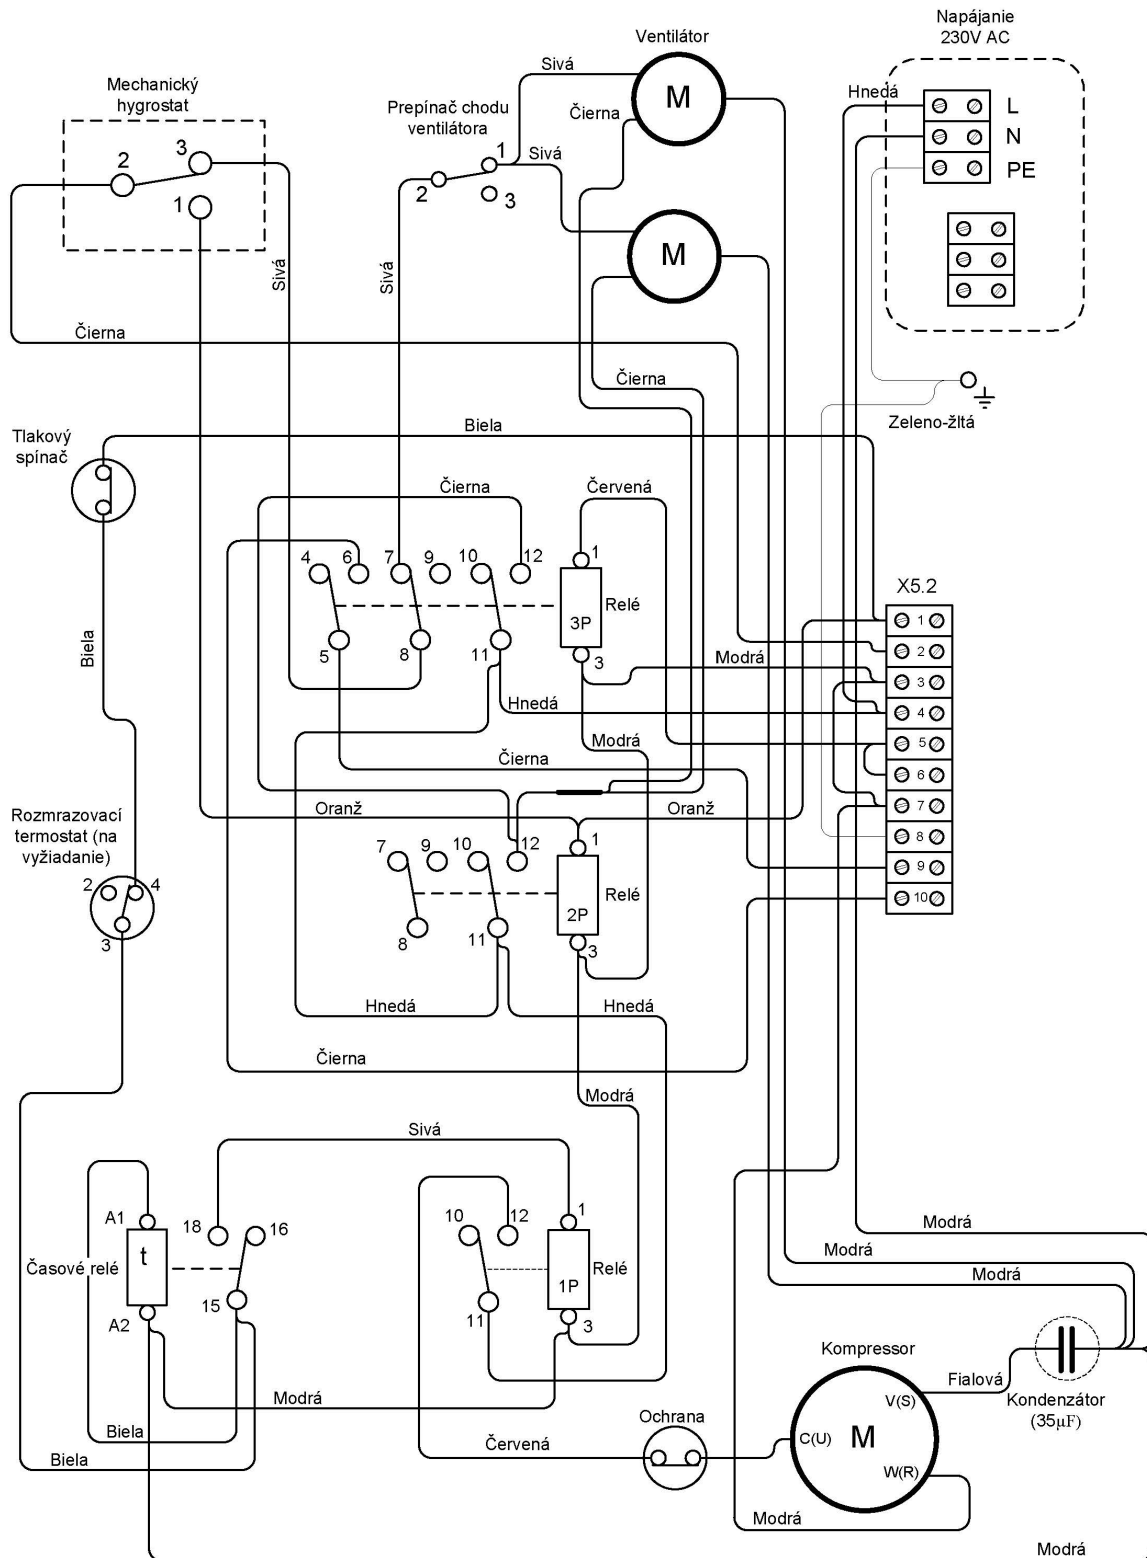 Napájanie
230V AC
Ventilátor
M
Sivá
Čierna
Hnedá
L
N
PE
Mechanický
hygrostat
2
3
1
Prepínač chodu
ventilátora
1
2
3
Sivá
M
Sivá
Sivá
Čierna
Čierna
Zeleno-žltá
Tlakový
spínač
Biela
Čierna
Červená
4
6
7
9
10
12
1
Relé
3P
5
8
11
3
X5.2
1
2
3
4
5
6
7
8
9
10
Biela
Modrá
Hnedá
Modrá
Čierna
Oranž
Oranž
Rozmrazovací
termostat (na
vyžiadanie)
2
4
3
7
9
10
12
1
Relé
2P
8
11
3
Hnedá
Hnedá
Čierna
Modrá
Sivá
A1
18
16
10
12
1
Časové relé
t
Relé
1P
15
A2
11
3
Modrá
Modrá
Modrá
Modrá
Biela
Biela
Červená
Ochrana
Kompressor
V(S)
C(U)
M
W(R)
Fialová
Kondenzátor
(35µF)
Modrá
Modrá